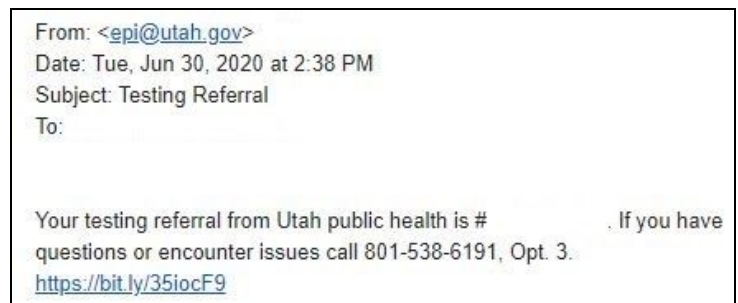 From: <epi@utah.gov>
Date: Tue, Jun 30, 2020 at 2:38 PM
Subject: Testing Referral
To:
Your testing referral from Utah public health is # . If you have
questions or encounter issues call 801-538-6191, Opt. 3.
https://bit.ly/35iocF9